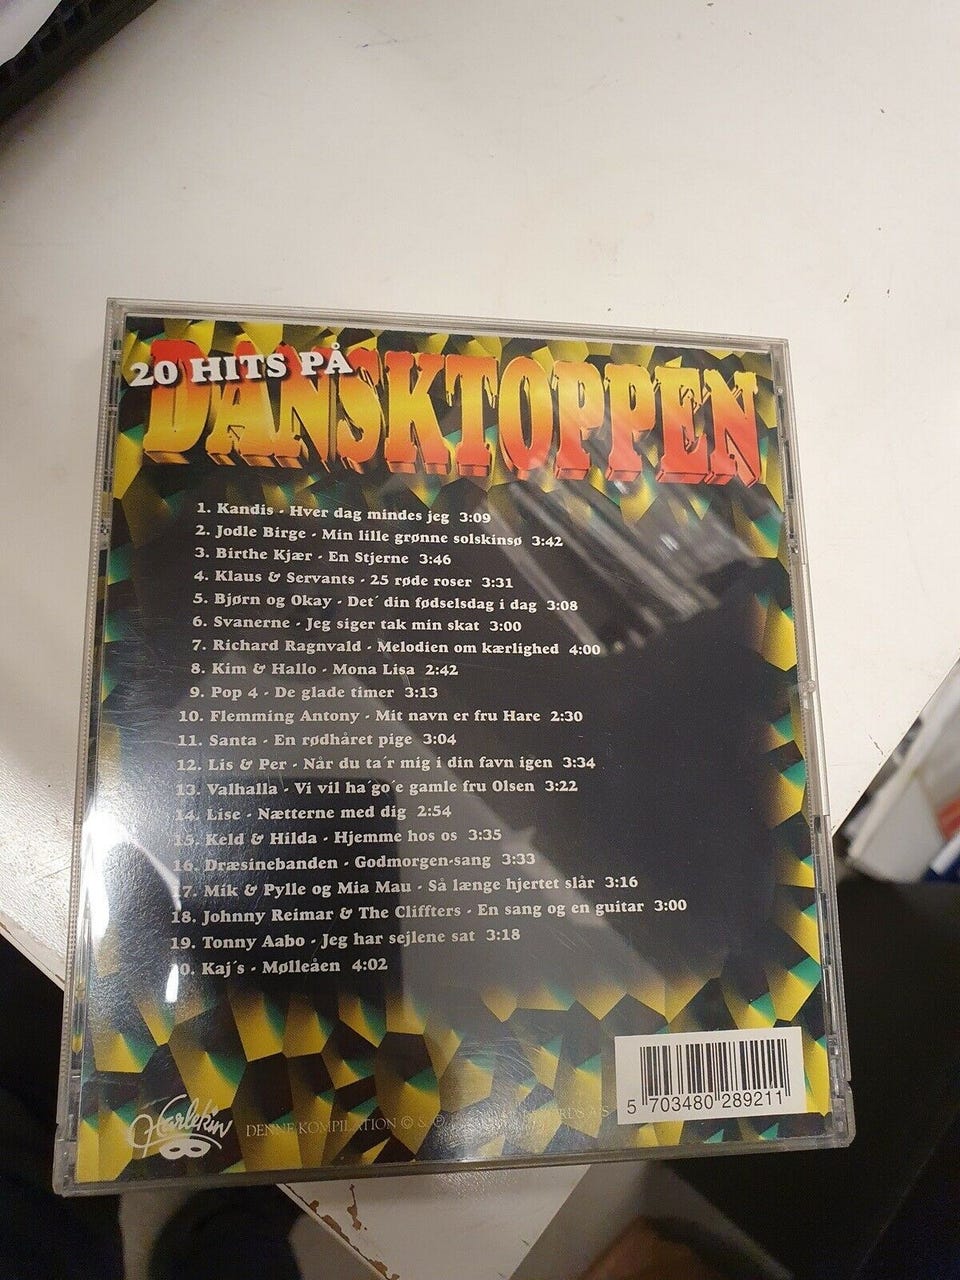 20 HITS PÅ
DANSKTOPPEN
1. Kandis - Hver dag mindes jeg 3:09
2. Jodle Birge - Min lille grønne solskinsø 3:42
3. Birthe Kjær - En Stjerne 3:46
4. Klaus & Servants - 25 røde roser 3:31
5. Bjørn og Okay - Det´ din fødselsdag i dag 3:08
6. Svanerne - Jeg siger tak min skat 3:00
7. Richard Ragnvald - Melodien om kærlighed 4:00
8. Kim & Hallo - Mona Lisa 2:42
9. Pop 4 - De glade timer 3:13
10. Flemming Antony - Mit navn er fru Hare 2:30
11. Santa - En rødhåret pige 3:04
12. Lis & Per - Når du ta´r mig i din favn igen 3:34
13. Valhalla - Vi vil ha´go´e gamle fru Olsen 3:22
14. Lise - Nætterne med dig 2:54
15. Keld & Hilda - Hjemme hos os 3:35
16. Dræsinebanden - Godmorgen-sang 3:33
17. Mik & Pylle og Mia Mau - Så længe hjertet slår 3:16
18. Johnny Reimar & The Cliffters - En sang og en guitar 3:00
19. Tonny Aabo - Jeg har sejlene sat 3:18
20. Kaj´s - Mølleåen 4:02
Harlekin
DENNE KOMPILATION © & ℗
5 703480 289211